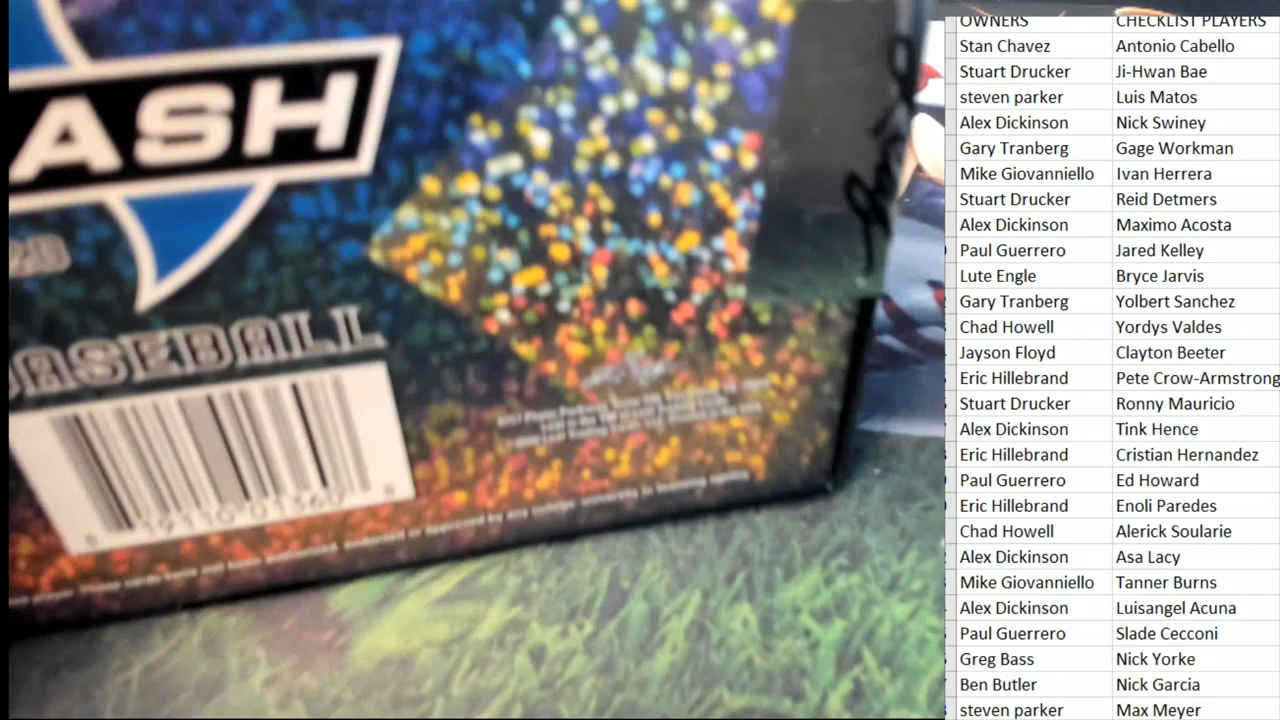 ASH
BASEBALL
OWNERS CHECKLIST PLAYERS
Stan Chavez Antonio Cabello
Stuart Drucker Ji-Hwan Bae
steven parker Luis Matos
Alex Dickinson Nick Swiney
Gary Tranberg Gage Workman
Mike Giovanniello Ivan Herrera
Stuart Drucker Reid Detmers
Alex Dickinson Maximo Acosta
Paul Guerrero Jared Kelley
Lute Engle Bryce Jarvis
Gary Tranberg Yolbert Sanchez
Chad Howell Yordys Valdes
Jayson Floyd Clayton Beeter
Eric Hillebrand Pete Crow-Armstrong
Stuart Drucker Ronny Mauricio
Alex Dickinson Tink Hence
Eric Hillebrand Cristian Hernandez
Paul Guerrero Ed Howard
Eric Hillebrand Enoli Paredes
Chad Howell Alerick Soularie
Alex Dickinson Asa Lacy
Mike Giovanniello Tanner Burns
Alex Dickinson Luisangel Acuna
Paul Guerrero Slade Cecconi
Greg Bass Nick Yorke
Ben Butler Nick Garcia
steven parker Max Meyer